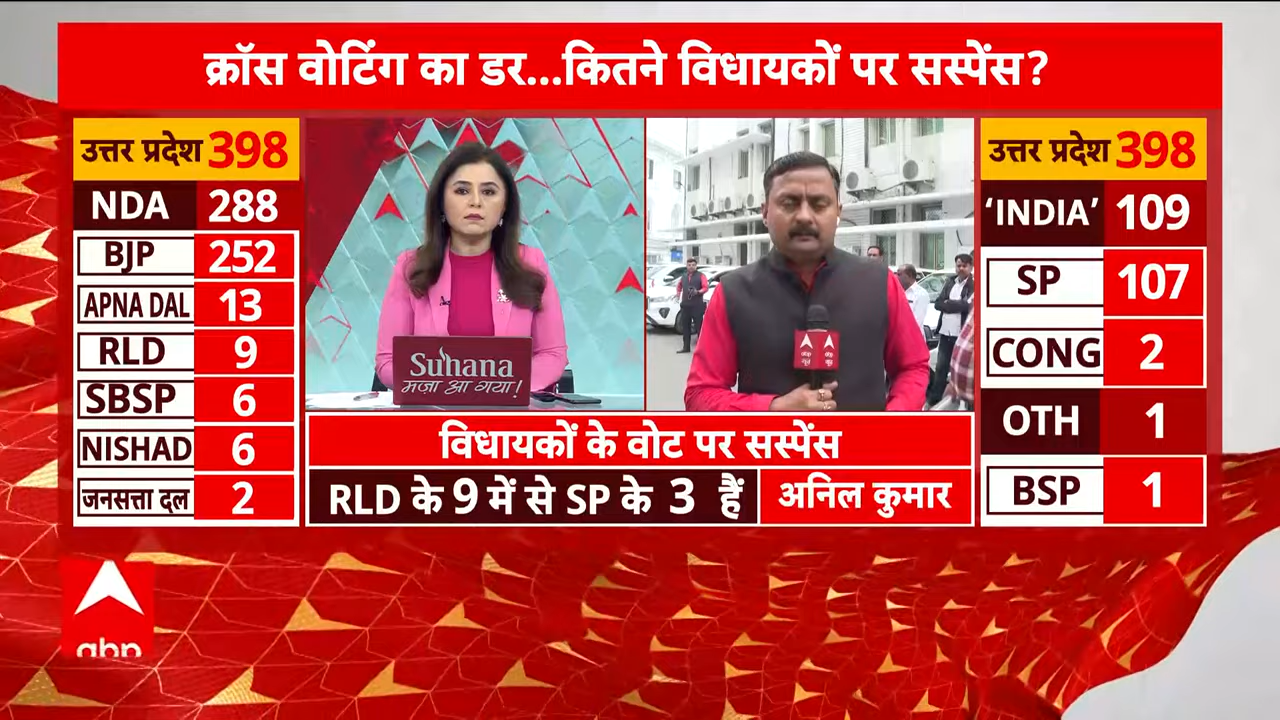 क्रॉस वोटिंग का डर...कितने विधायकों पर सस्पेंस?
उत्तर प्रदेश 398
NDA 288
BJP 252
APNA DAL 13
RLD 9
SBSP 6
NISHAD 6
जनसत्ता दल 2
Suhana
मज़ा आ गया!
abp
न्यूज़
विधायकों के वोट पर सस्पेंस
RLD के 9 में से SP के 3 हैं
अनिल कुमार
उत्तर प्रदेश 398
‘INDIA’ 109
SP 107
CONG 2
OTH 1
BSP 1
abp